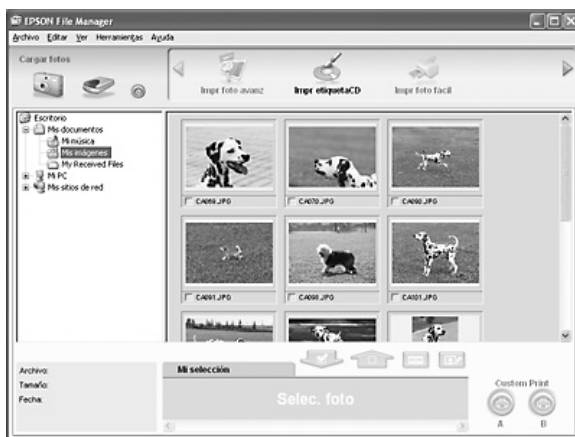 EPSON File Manager
Archivo Editar Ver Herramientas Ayuda
Cargar fotos
Impr foto avanz
Impr etiquetaCD
Impr foto facil
Escritorio
Mis documentos
Mi música
Mis imágenes
My Received Files
Mi PC
Mis sitios de red
CA069.JPG
CA070.JPG
CA090.JPG
CA091.JPG
CA098.JPG
CA101.JPG
Archivo:
Tamaño:
Fecha:
Mi selección
Selec. foto
Custom Print
A B